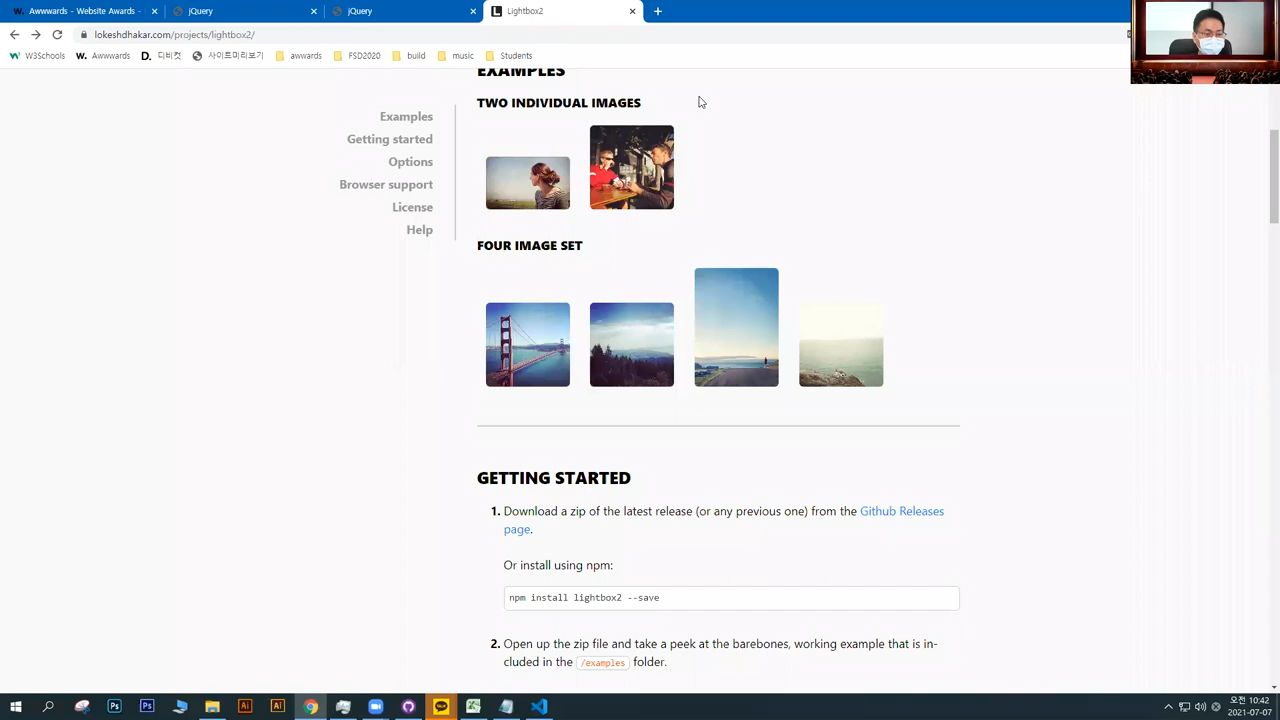 Awwwards - Website Awards -
jQuery
jQuery
Lightbox2
lokeshdhakar.com/projects/lightbox2/
W3Schools
Awwwards
디비컷
사이트미리보기
awwards
FSD2020
build
music
Students
EXAMPLES
TWO INDIVIDUAL IMAGES
Examples
Getting started
Options
Browser support
License
Help
FOUR IMAGE SET
GETTING STARTED
1. Download a zip of the latest release (or any previous one) from the Github Releases
page.
Or install using npm:
npm install lightbox2 --save
2. Open up the zip file and take a peek at the barebones, working example that is in-
cluded in the /examples folder.
오전 10:42
2021-07-07